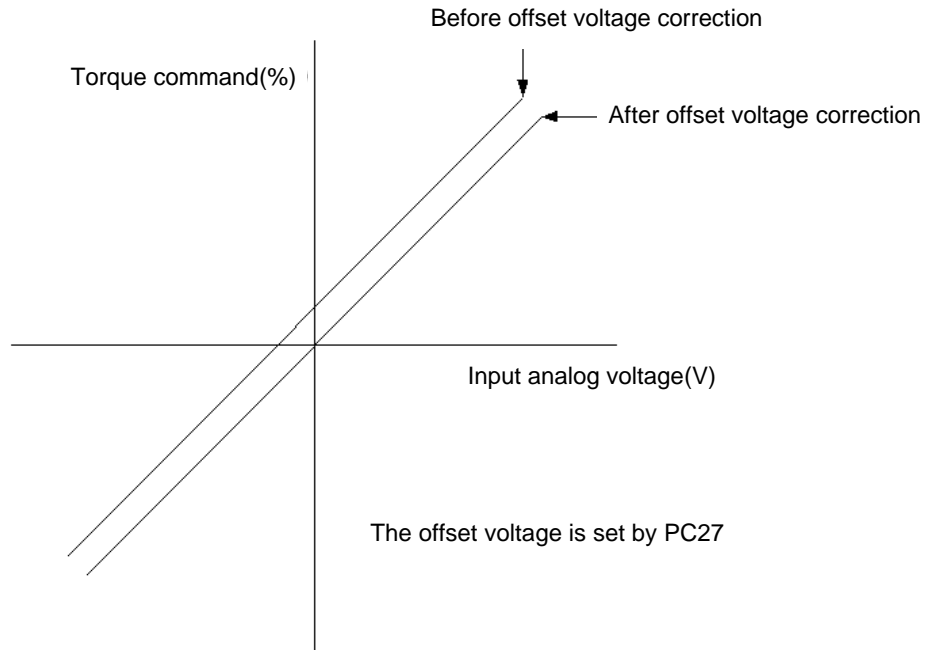 Before offset voltage correction
Torque command(%)
After offset voltage correction
Input analog voltage(V)
The offset voltage is set by PC27